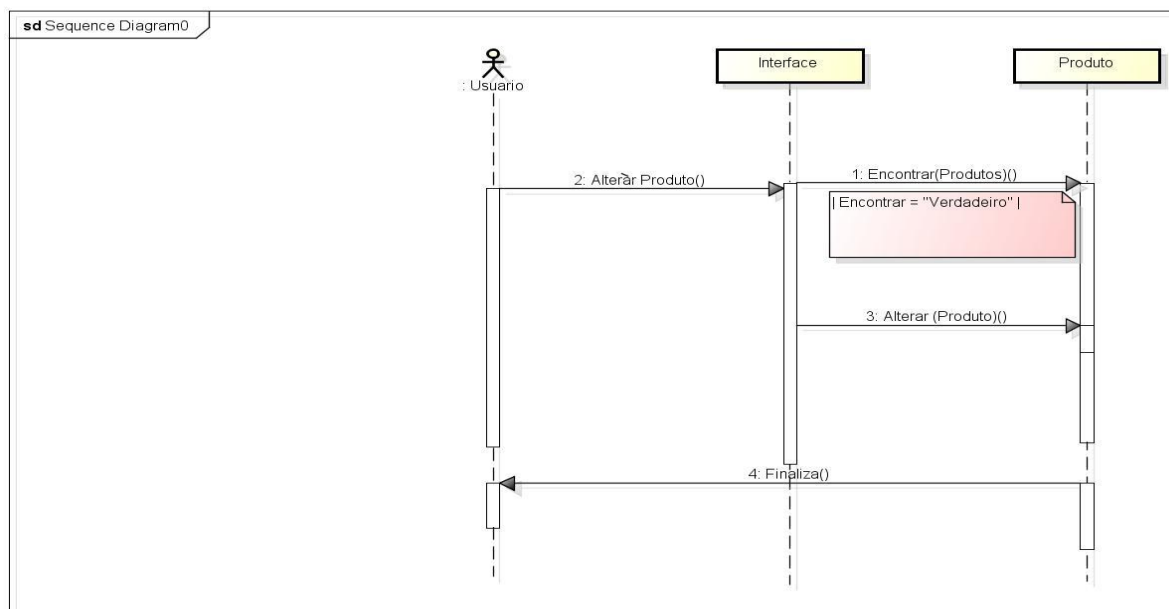 sd Sequence Diagram0
: Usuario
Interface
Produto
2: Alterar Produto()
1: Encontrar(Produtos)()
| Encontrar = "Verdadeiro" |
3: Alterar (Produto)()
4: Finaliza()